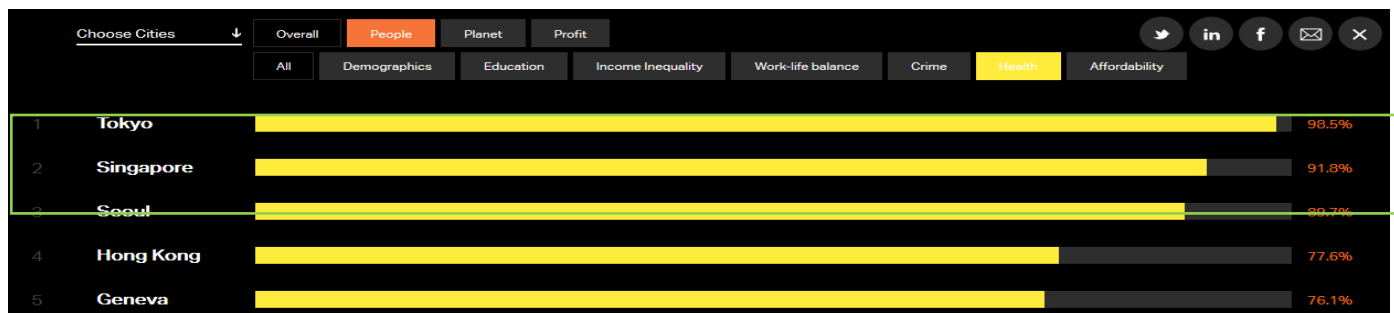 Choose Cities Overall People Planet Profit in f
All Demographics Education Income Inequality Work-life balance Crime Health Affordability
1 Tokyo 98.5%
2 Singapore 91.8%
3 Seoul 89.7%
4 Hong Kong 77.6%
5 Geneva 76.1%